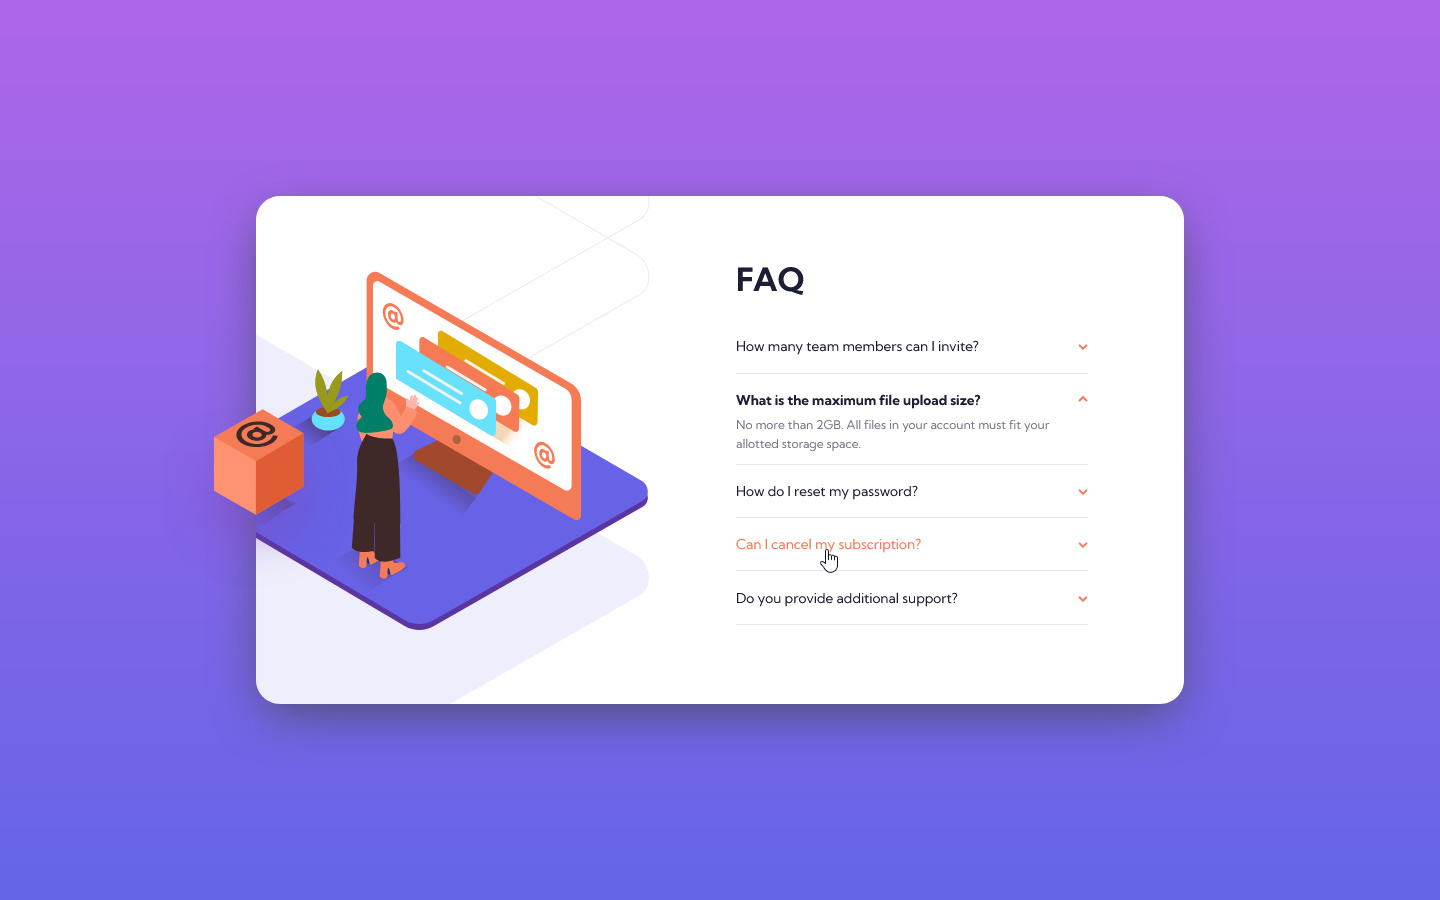 FAQ
How many team members can I invite?
What is the maximum file upload size?
No more than 2GB. All files in your account must fit your
allotted storage space.
How do I reset my password?
Can I cancel my subscription?
Do you provide additional support?
@
@
@